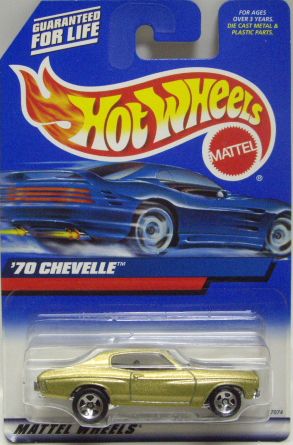 GUARANTEED
FOR LIFE
FOR AGES
OVER 3 YEARS.
DIE CAST METAL &
PLASTIC PARTS.
Hot Wheels
MATTEL
®
'70 CHEVELLE™
MATTEL WHEELS